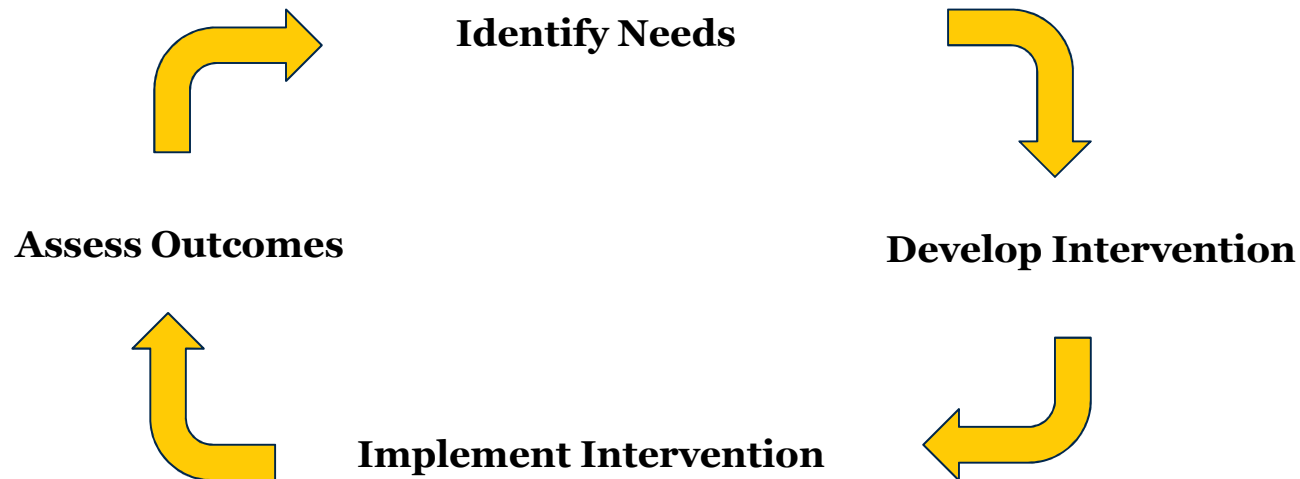 Identify Needs
Assess Outcomes
Develop Intervention
Implement Intervention